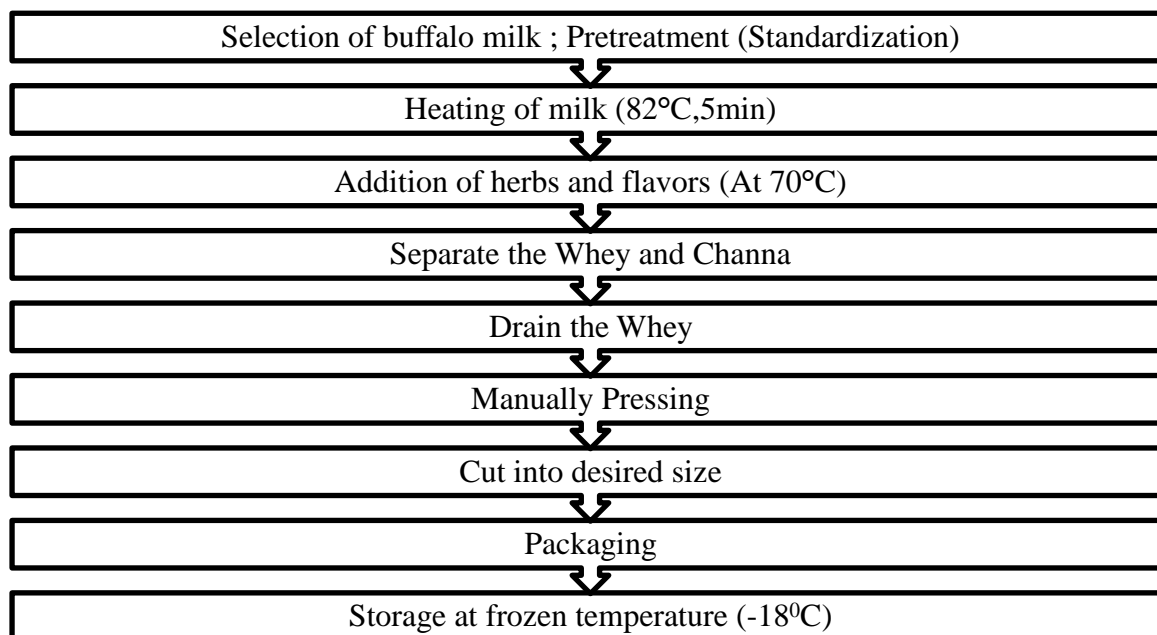 Selection of buffalo milk ; Pretreatment (Standardization)
Heating of milk (82°C,5min)
Addition of herbs and flavors (At 70°C)
Separate the Whey and Channa
Drain the Whey
Manually Pressing
Cut into desired size
Packaging
Storage at frozen temperature (-18⁰C)